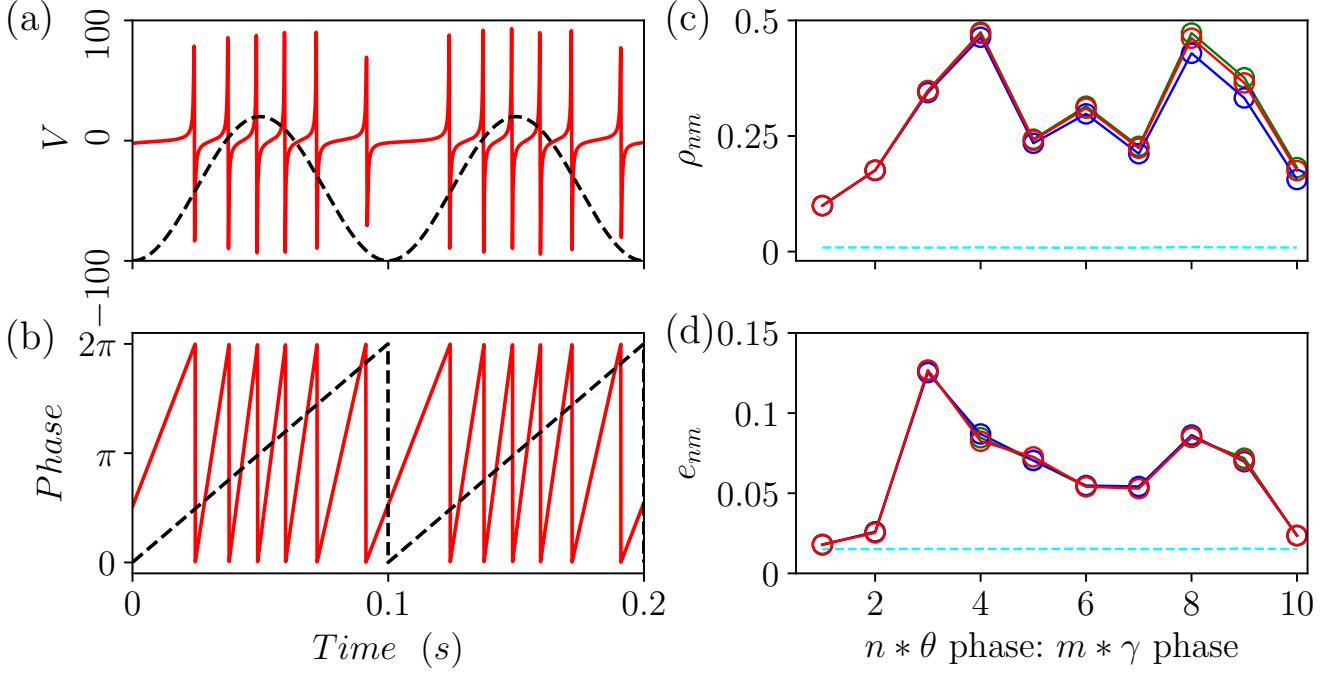 (a)
100
0
−100
V
(b)
2π
π
0
Phase
0
0.1
0.2
Time (s)
(c)
0.5
0.25
0
ρnm
(d)
0.15
0.1
0.05
0
enm
2
4
6
8
10
n ∗ θ phase: m ∗ γ phase